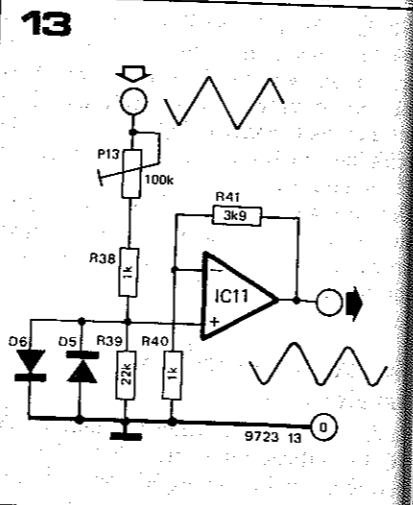 13
P13
100k
R41
3k9
R38
1k
IC11
−
+
D6
D5
R39
R40
22k
1k
9723 13
0